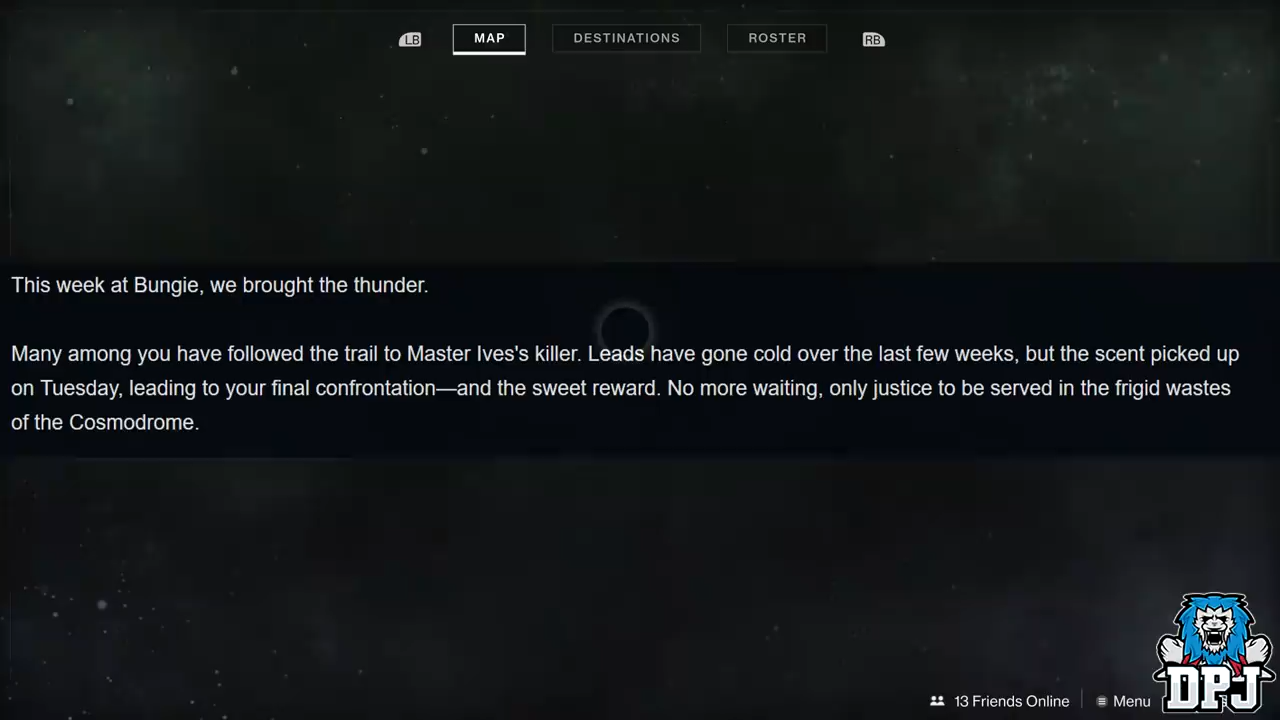 LB MAP DESTINATIONS ROSTER RB
This week at Bungie, we brought the thunder.
Many among you have followed the trail to Master Ives's killer. Leads have gone cold over the last few weeks, but the scent picked up
on Tuesday, leading to your final confrontation—and the sweet reward. No more waiting, only justice to be served in the frigid wastes
of the Cosmodrome.
13 Friends Online Menu
DPJ